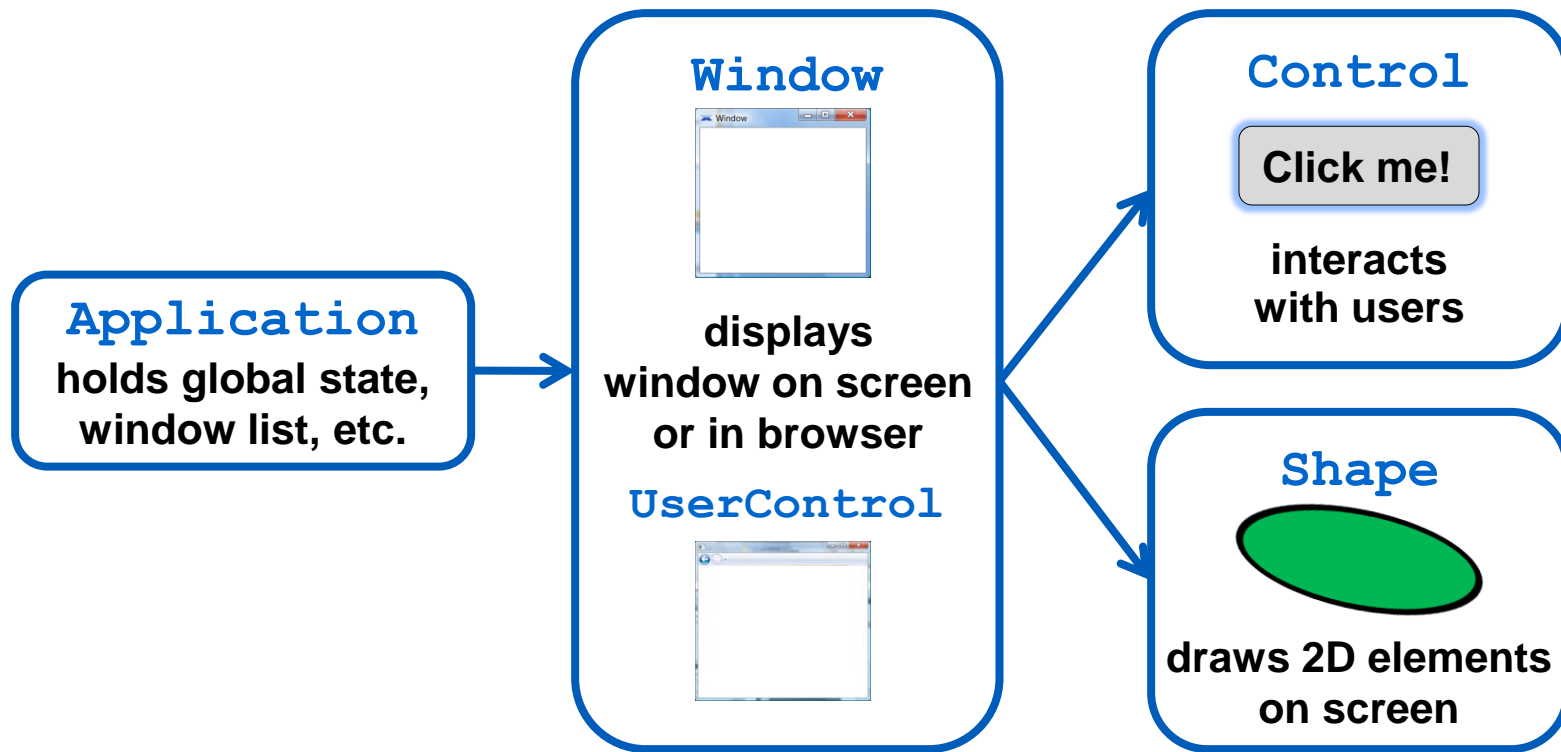 Application
holds global state,
window list, etc.
Window
Window
displays
window on screen
or in browser
UserControl
Control
Click me!
interacts
with users
Shape
draws 2D elements
on screen